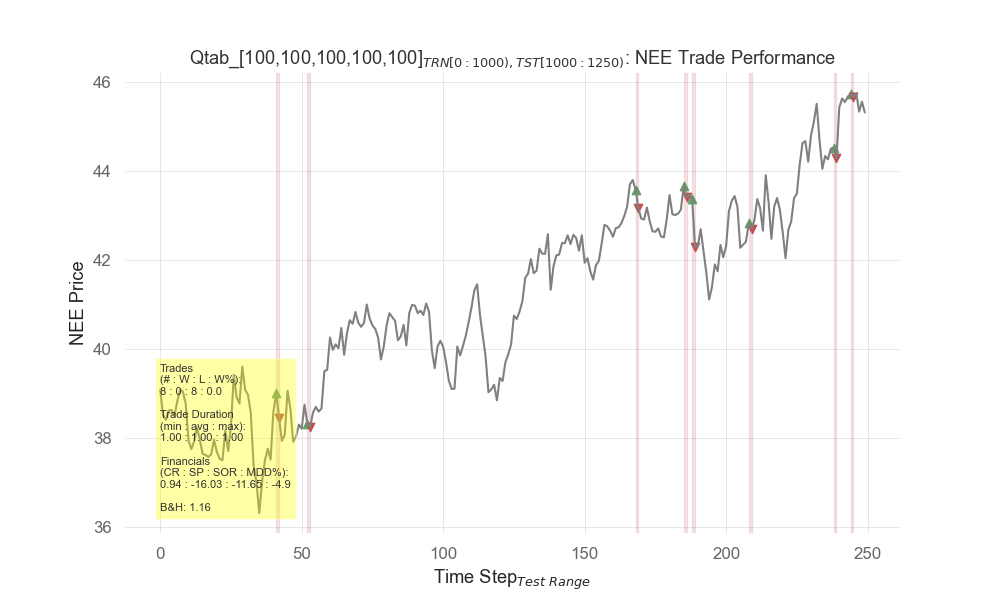 Qtab_[100,100,100,100,100]TRN[0 : 1000), TST[1000 : 1250): NEE Trade Performance
46
44
42
40
38
36
NEE Price
Trades
(# : W : L : W%):
8 : 0 : 8 : 0.0
Trade Duration
(min : avg : max):
1.00 : 1.00 : 1.00
Financials
(CR : SP : SOR : MDD%):
0.94 : -16.03 : -11.65 : -4.9
B&H: 1.16
0 50 100 150 200 250
Time StepTest Range